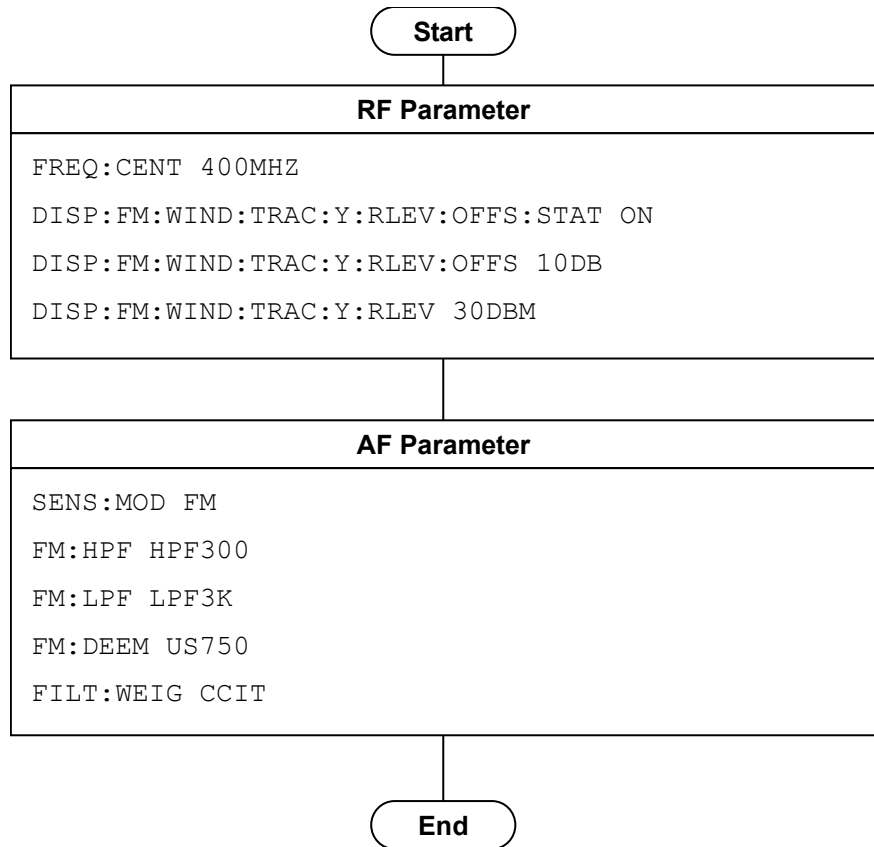 Start
RF Parameter
FREQ:CENT 400MHZ
DISP:FM:WIND:TRAC:Y:RLEV:OFFS:STAT ON
DISP:FM:WIND:TRAC:Y:RLEV:OFFS 10DB
DISP:FM:WIND:TRAC:Y:RLEV 30DBM
AF Parameter
SENS:MOD FM
FM:HPF HPF300
FM:LPF LPF3K
FM:DEEM US750
FILT:WEIG CCIT
End